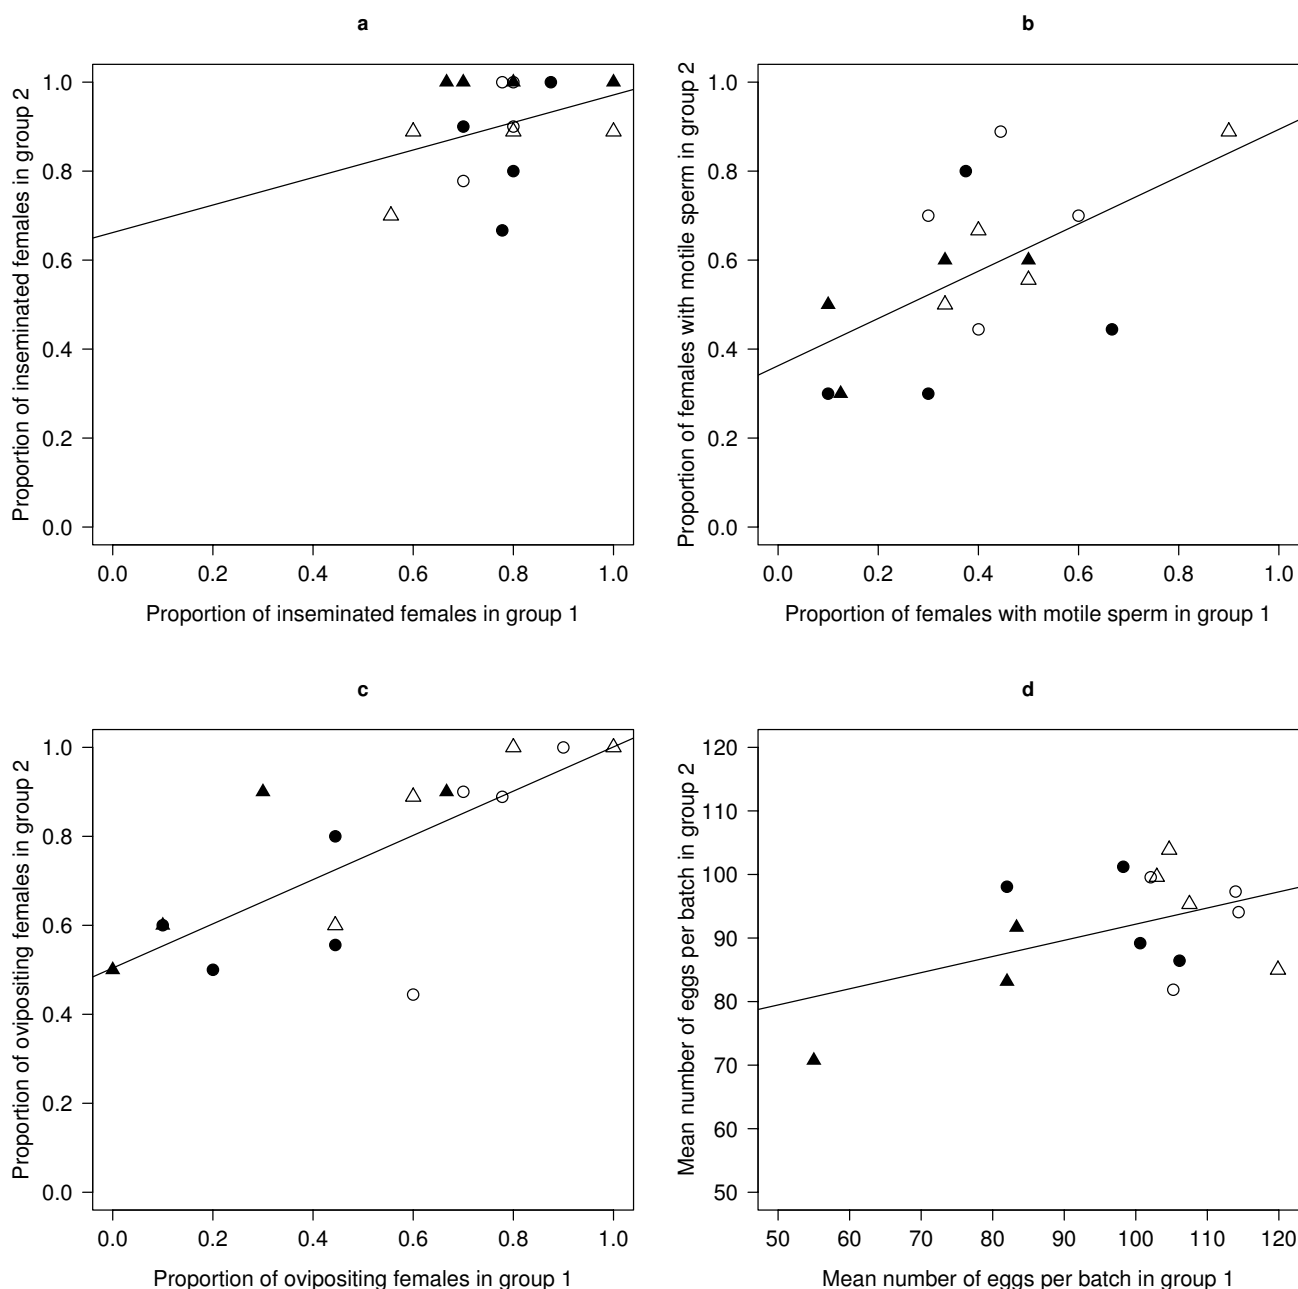 a
Proportion of inseminated females in group 2
1.0
0.8
0.6
0.4
0.2
0.0
0.0 0.2 0.4 0.6 0.8 1.0
Proportion of inseminated females in group 1
b
Proportion of females with motile sperm in group 2
1.0
0.8
0.6
0.4
0.2
0.0
0.0 0.2 0.4 0.6 0.8 1.0
Proportion of females with motile sperm in group 1
c
Proportion of ovipositing females in group 2
1.0
0.8
0.6
0.4
0.2
0.0
0.0 0.2 0.4 0.6 0.8 1.0
Proportion of ovipositing females in group 1
d
Mean number of eggs per batch in group 2
120
110
100
90
80
70
60
50
50 60 70 80 90 100 110 120
Mean number of eggs per batch in group 1